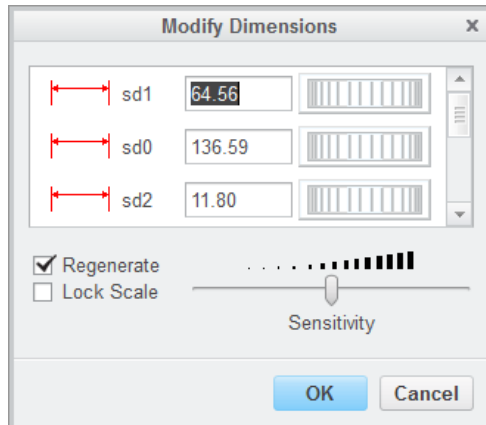 Modify Dimensions x
sd1 64.56
sd0 136.59
sd2 11.80
Regenerate
Lock Scale
Sensitivity
OK Cancel